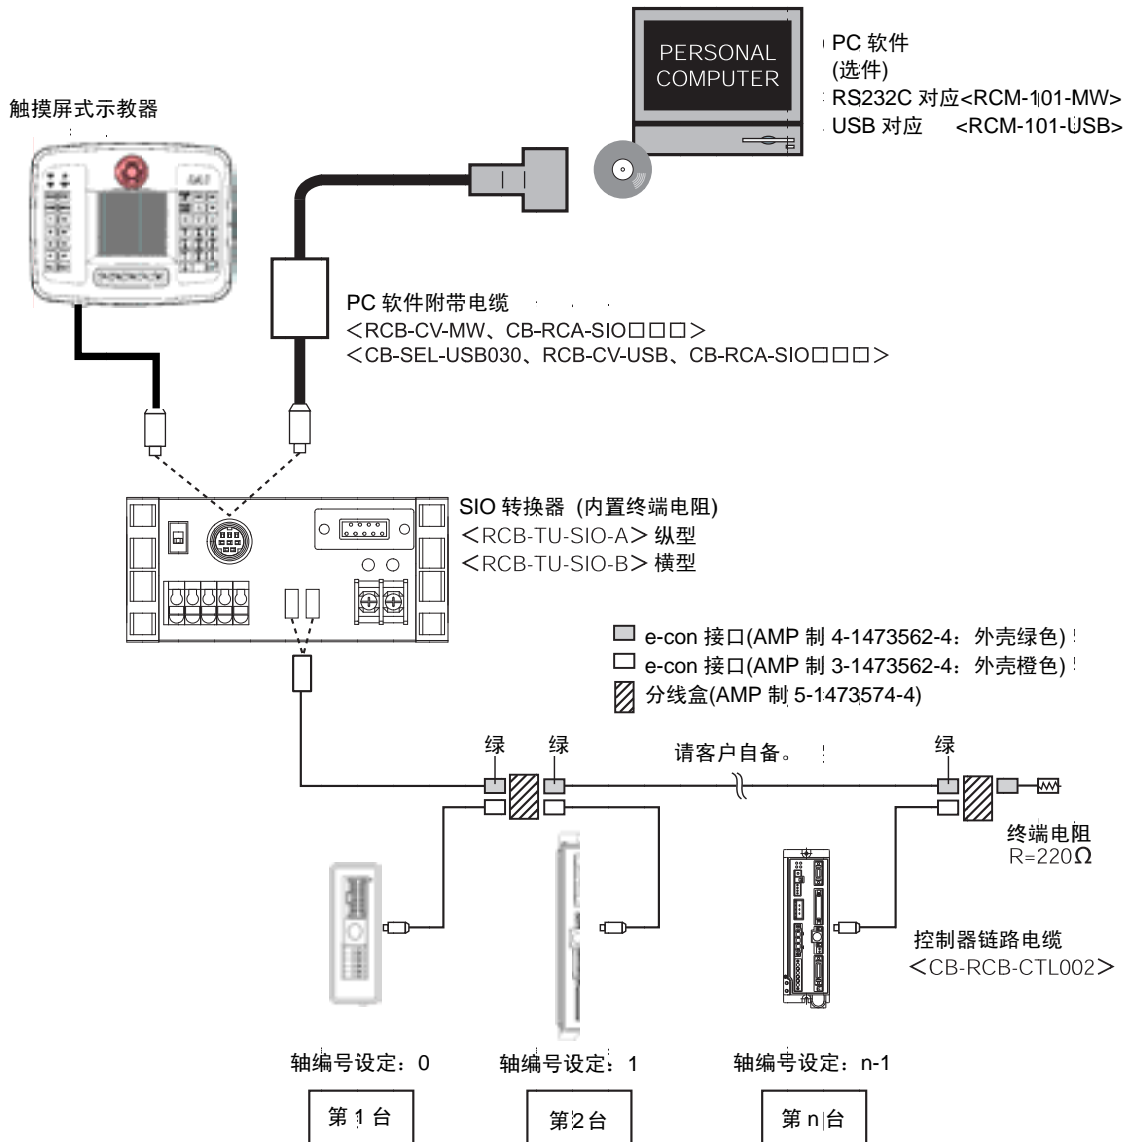 PERSONAL
COMPUTER
PC 软件
(选件)
RS232C 对应<RCM-101-MW>
USB 对应 <RCM-101-USB>
触摸屏式示教器
PC 软件附带电缆
<RCB-CV-MW、CB-RCA-SIO□□□>
<CB-SEL-USB030、RCB-CV-USB、CB-RCA-SIO□□□>
SIO 转换器 (内置终端电阻)
<RCB-TU-SIO-A> 纵型
<RCB-TU-SIO-B> 横型
e-con 接口(AMP 制 4-1473562-4：外壳绿色)
e-con 接口(AMP 制 3-1473562-4：外壳橙色)
分线盒(AMP 制 5-1473574-4)
绿 绿 请客户自备。 绿
终端电阻
R=220Ω
控制器链路电缆
<CB-RCB-CTL002>
轴编号设定：0 轴编号设定：1 轴编号设定：n-1
第 1 台 第 2 台 第 n 台